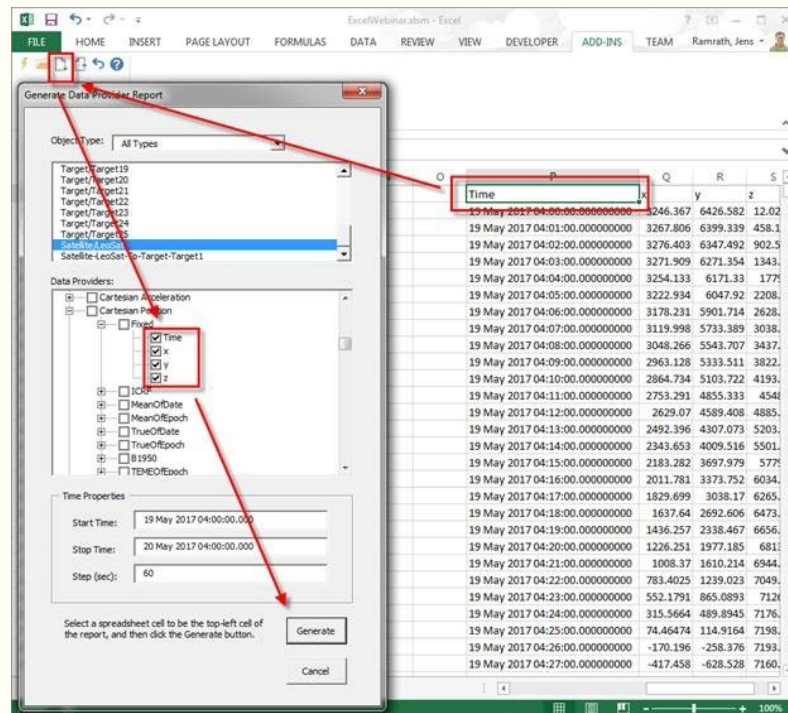 ExcelWebinar.xlsm - Excel
FILE HOME INSERT PAGE LAYOUT FORMULAS DATA REVIEW VIEW DEVELOPER ADD-INS TEAM Ramrath, Jens
Generate Data Provider Report
Object Type: All Types
Target/Target19
Target/Target20
Target/Target21
Target/Target22
Target/Target23
Target/Target24
Target/Target25
Satellite/LeoSat
Satellite-LeoSat-To-Target-Target1
Data Providers:
Cartesian Acceleration
Cartesian Position
Fixed
Time
x
y
z
ICRF
MeanOfDate
MeanOfEpoch
TrueOfDate
TrueOfEpoch
B1950
TEMEOfEpoch
Time Properties
Start Time: 19 May 2017 04:00:00.000
Stop Time: 20 May 2017 04:00:00.000
Step (sec): 60
Select a spreadsheet cell to be the top-left cell of
the report, and then click the Generate button.
Generate
Cancel
O P Q R S
Time x y z
19 May 2017 04:00:00.000000000 3246.367 6426.582 12.02
19 May 2017 04:01:00.000000000 3267.806 6399.339 458.1
19 May 2017 04:02:00.000000000 3276.403 6347.492 902.5
19 May 2017 04:03:00.000000000 3271.909 6271.354 1343.
19 May 2017 04:04:00.000000000 3254.133 6171.33 1779
19 May 2017 04:05:00.000000000 3222.934 6047.92 2208.
19 May 2017 04:06:00.000000000 3178.231 5901.714 2628.
19 May 2017 04:07:00.000000000 3119.998 5733.389 3038.
19 May 2017 04:08:00.000000000 3048.266 5543.707 3437.
19 May 2017 04:09:00.000000000 2963.128 5333.511 3822.
19 May 2017 04:10:00.000000000 2864.734 5103.722 4193.
19 May 2017 04:11:00.000000000 2753.291 4855.333 4548
19 May 2017 04:12:00.000000000 2629.07 4589.408 4885.
19 May 2017 04:13:00.000000000 2492.396 4307.073 5203.
19 May 2017 04:14:00.000000000 2343.653 4009.516 5501.
19 May 2017 04:15:00.000000000 2183.282 3697.979 5779
19 May 2017 04:16:00.000000000 2011.781 3373.752 6034.
19 May 2017 04:17:00.000000000 1829.699 3038.17 6265.
19 May 2017 04:18:00.000000000 1637.64 2692.606 6473.
19 May 2017 04:19:00.000000000 1436.257 2338.467 6656.
19 May 2017 04:20:00.000000000 1226.251 1977.185 681
19 May 2017 04:21:00.000000000 1008.37 1610.214 6944.
19 May 2017 04:22:00.000000000 783.4025 1239.023 7049.
19 May 2017 04:23:00.000000000 552.1791 865.0893 712
19 May 2017 04:24:00.000000000 315.5664 489.8945 7176.
19 May 2017 04:25:00.000000000 74.46474 114.9164 7198.
19 May 2017 04:26:00.000000000 -170.196 -258.376 7193.
19 May 2017 04:27:00.000000000 -417.458 -628.528 7160.
100%